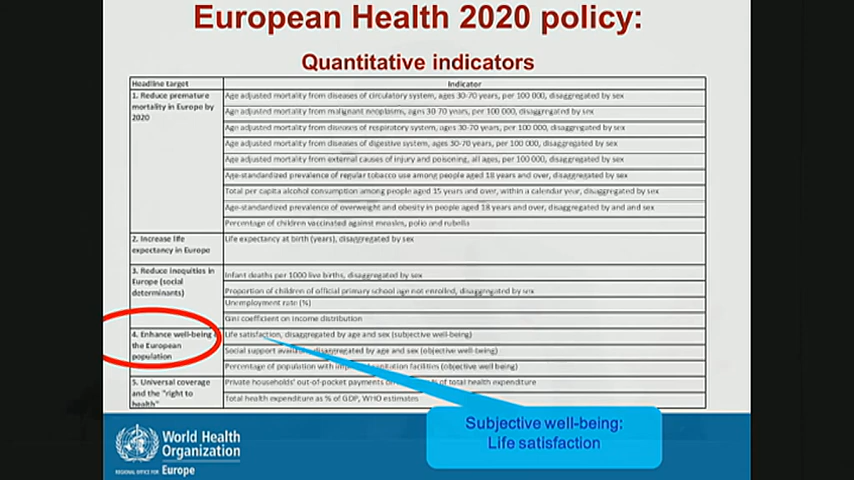 European Health 2020 policy:
Quantitative indicators
Headline target
Indicator
1. Reduce premature
mortality in Europe by
2020
Age adjusted mortality from diseases of circulatory system, ages 30-70 years, per 100 000, disaggregated by sex
Age adjusted mortality from malignant neoplasms, ages 30-70 years, per 100 000, disaggregated by sex
Age adjusted mortality from diseases of respiratory system, ages 30-70 years, per 100 000, disaggregated by sex
Age adjusted mortality from diseases of digestive system, ages 30-70 years, per 100 000, disaggregated by sex
Age adjusted mortality from external causes of injury and poisoning, all ages, per 100 000, disaggregated by sex
Age-standardized prevalence of regular tobacco use among people aged 18 years and over, disaggregated by sex
Total per capita alcohol consumption among people aged 15 years and over, within a calendar year, disaggregated by sex
Age-standardized prevalence of overweight and obesity in people aged 18 years and over, disaggregated by and and sex
Percentage of children vaccinated against measles, polio and rubella
2. Increase life
expectancy in Europe
Life expectancy at birth (years), disaggregated by sex
3. Reduce inequities in
Europe (social
determinants)
Infant deaths per 1000 live births, disaggregated by sex
Proportion of children of official primary school age not enrolled, disaggregated by sex
Unemployment rate (%)
Gini coefficient on income distribution
4. Enhance well-being
the European
population
Life satisfaction, disaggregated by age and sex (subjective well-being)
Social support disaggregated by age and sex (objective well-being)
Percentage of population with sanitation facilities (objective well being)
5. Universal coverage
and the "right to
health"
Private households' out-of-pocket payments of total health expenditure
Total health expenditure as % of GDP, WHO estimates
Subjective well-being:
Life satisfaction
World Health
Organization
REGIONAL OFFICE FOR Europe